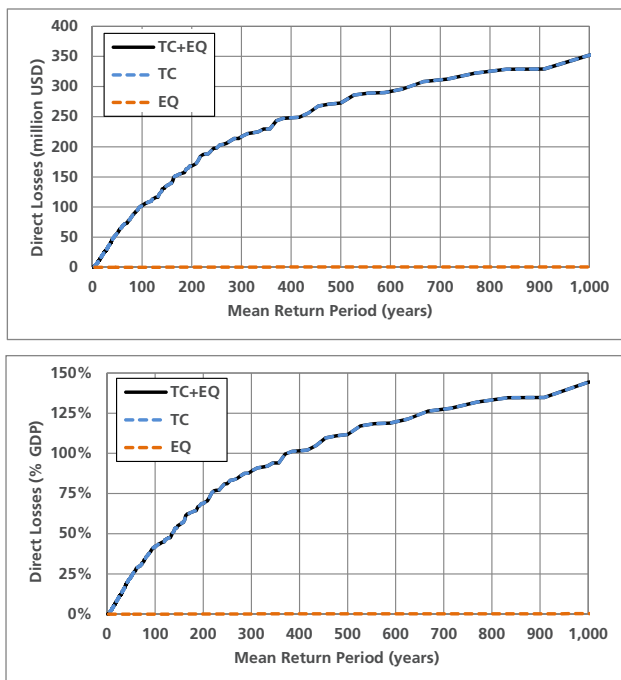 400
350
300
250
200
150
100
50
0
Direct Losses (million USD)
TC+EQ
TC
EQ
0 100 200 300 400 500 600 700 800 900 1,000
Mean Return Period (years)
150%
125%
100%
75%
50%
25%
0%
Direct Losses (% GDP)
TC+EQ
TC
EQ
0 100 200 300 400 500 600 700 800 900 1,000
Mean Return Period (years)